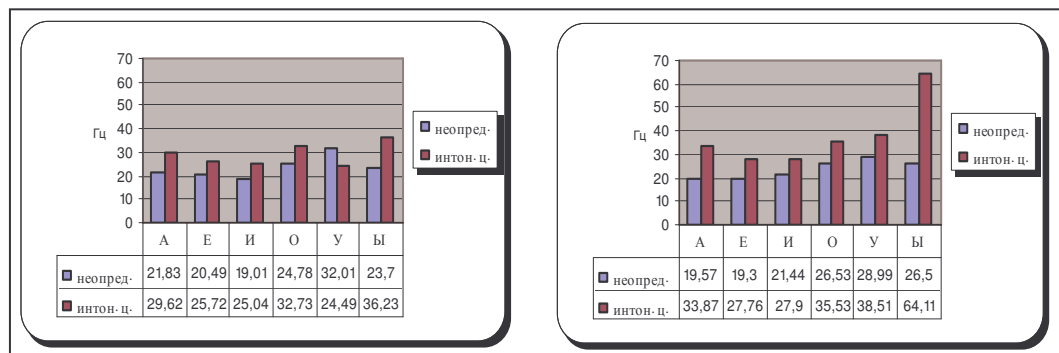 70
60
50
40
30
20
10
0
Гц
неопред.
интон. ц.
А Е И О У Ы
неопред. 21,83 20,49 19,01 24,78 32,01 23,7
интон. ц. 29,62 25,72 25,04 32,73 24,49 36,23
70
60
50
40
30
20
10
0
Гц
неопред.
интон. ц.
А Е И О У Ы
неопред. 19,57 19,3 21,44 26,53 28,99 26,5
интон. ц. 33,87 27,76 27,9 35,53 38,51 64,11